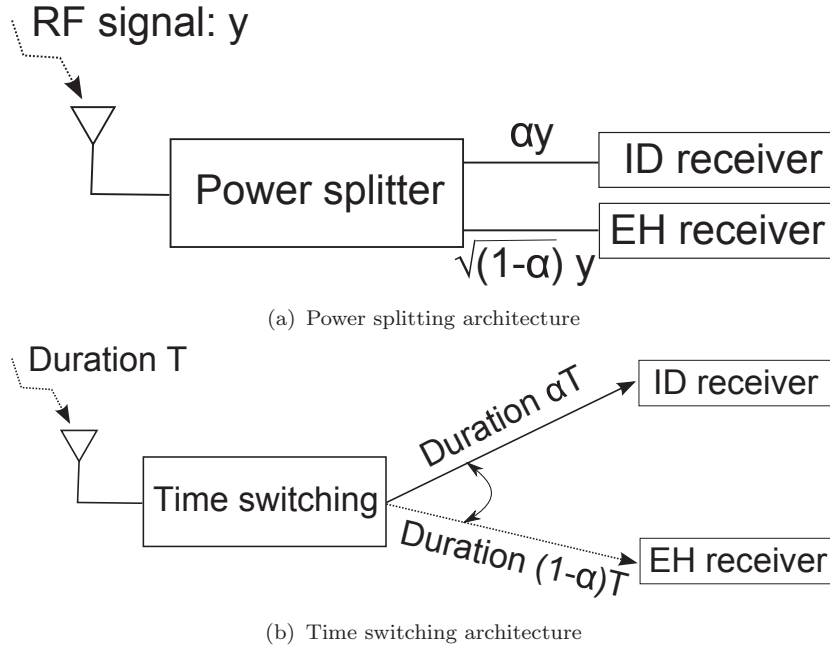 RF signal: y
Power splitter
αy
ID receiver
EH receiver
√(1-α) y
(a) Power splitting architecture
Duration T
Time switching
Duration αT
ID receiver
Duration (1-α)T
EH receiver
(b) Time switching architecture